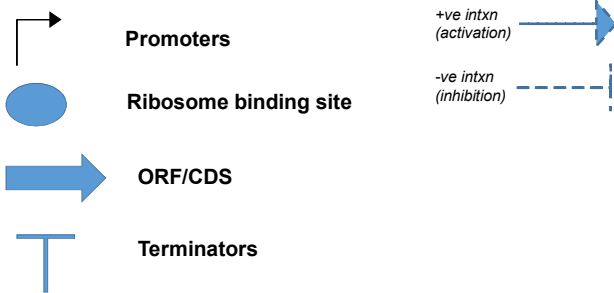 Promoters
Ribosome binding site
ORF/CDS
Terminators
+ve intxn
(activation)
-ve intxn
(inhibition)